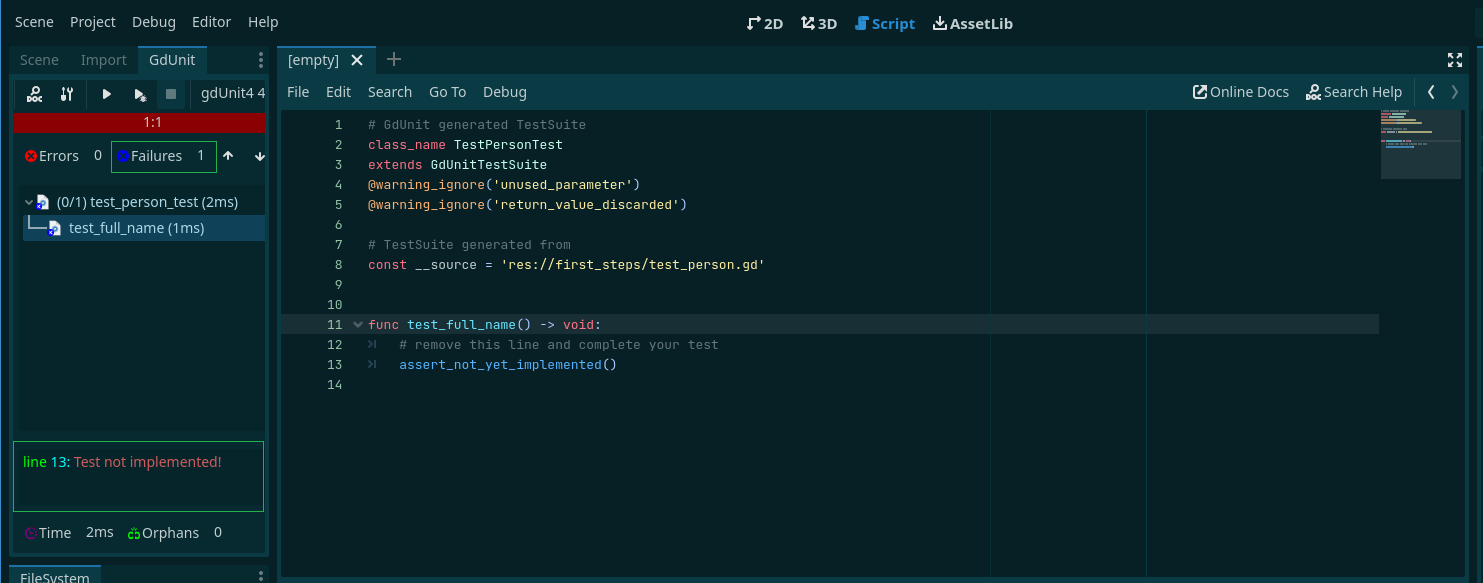 Scene Project Debug Editor Help
2D 3D Script AssetLib
Scene Import GdUnit
gdUnit4 4
1:1
Errors 0 Failures 1
(0/1) test_person_test (2ms)
test_full_name (1ms)
line 13: Test not implemented!
Time 2ms Orphans 0
FileSystem
[empty]
File Edit Search Go To Debug
Online Docs Search Help
1 # GdUnit generated TestSuite
2 class_name TestPersonTest
3 extends GdUnitTestSuite
4 @warning_ignore('unused_parameter')
5 @warning_ignore('return_value_discarded')
6
7 # TestSuite generated from
8 const __source = 'res://first_steps/test_person.gd'
9
10
11 func test_full_name() -> void:
12 # remove this line and complete your test
13 assert_not_yet_implemented()
14